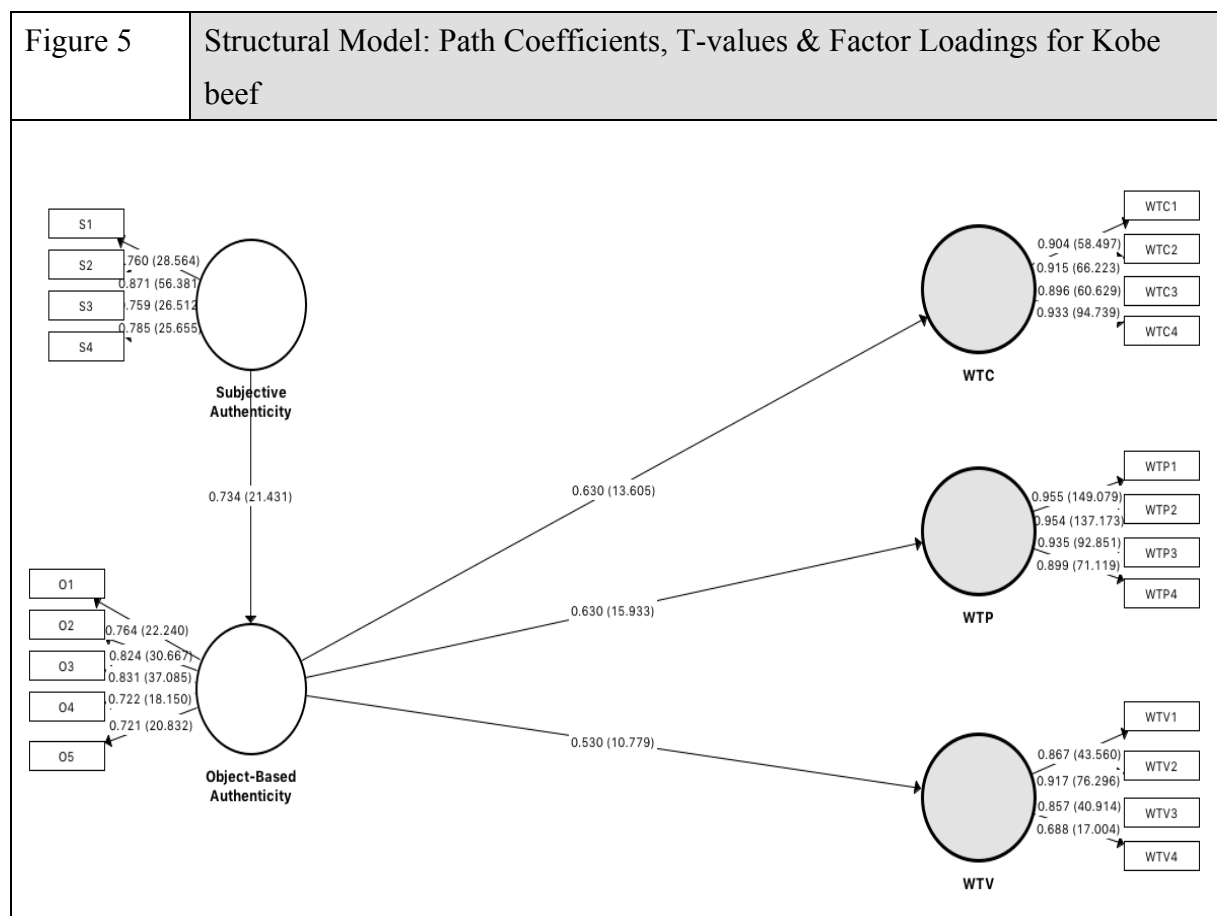 Figure 5
Structural Model: Path Coefficients, T-values & Factor Loadings for Kobe
beef
S1
S2
S3
S4
.760 (28.564)
0.871 (56.381
.759 (26.512
0.785 (25.655)
Subjective
Authenticity
0.734 (21.431)
O1
O2
O3
O4
O5
0.764 (22.240)
0.824 (30.667)
0.831 (37.085)
0.722 (18.150)
0.721 (20.832)
Object-Based
Authenticity
0.630 (13.605)
0.630 (15.933)
0.530 (10.779)
0.904 (58.497)
0.915 (66.223)
0.896 (60.629)
0.933 (94.739)
WTC1
WTC2
WTC3
WTC4
WTC
0.955 (149.079)
0.954 (137.173)
0.935 (92.851)
0.899 (71.119)
WTP1
WTP2
WTP3
WTP4
WTP
0.867 (43.560)
0.917 (76.296)
0.857 (40.914)
0.688 (17.004)
WTV1
WTV2
WTV3
WTV4
WTV